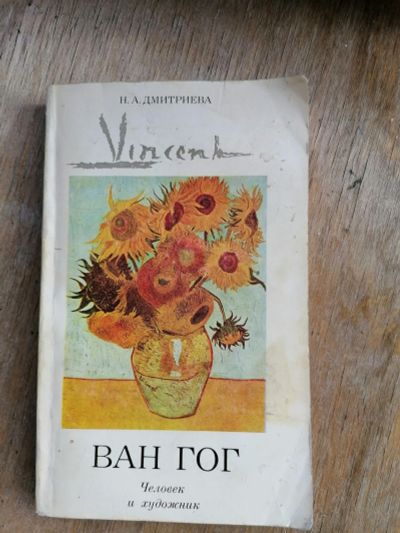 Н. А. ДМИТРИЕВА
Vincent
ВАН ГОГ
Человек
и художник